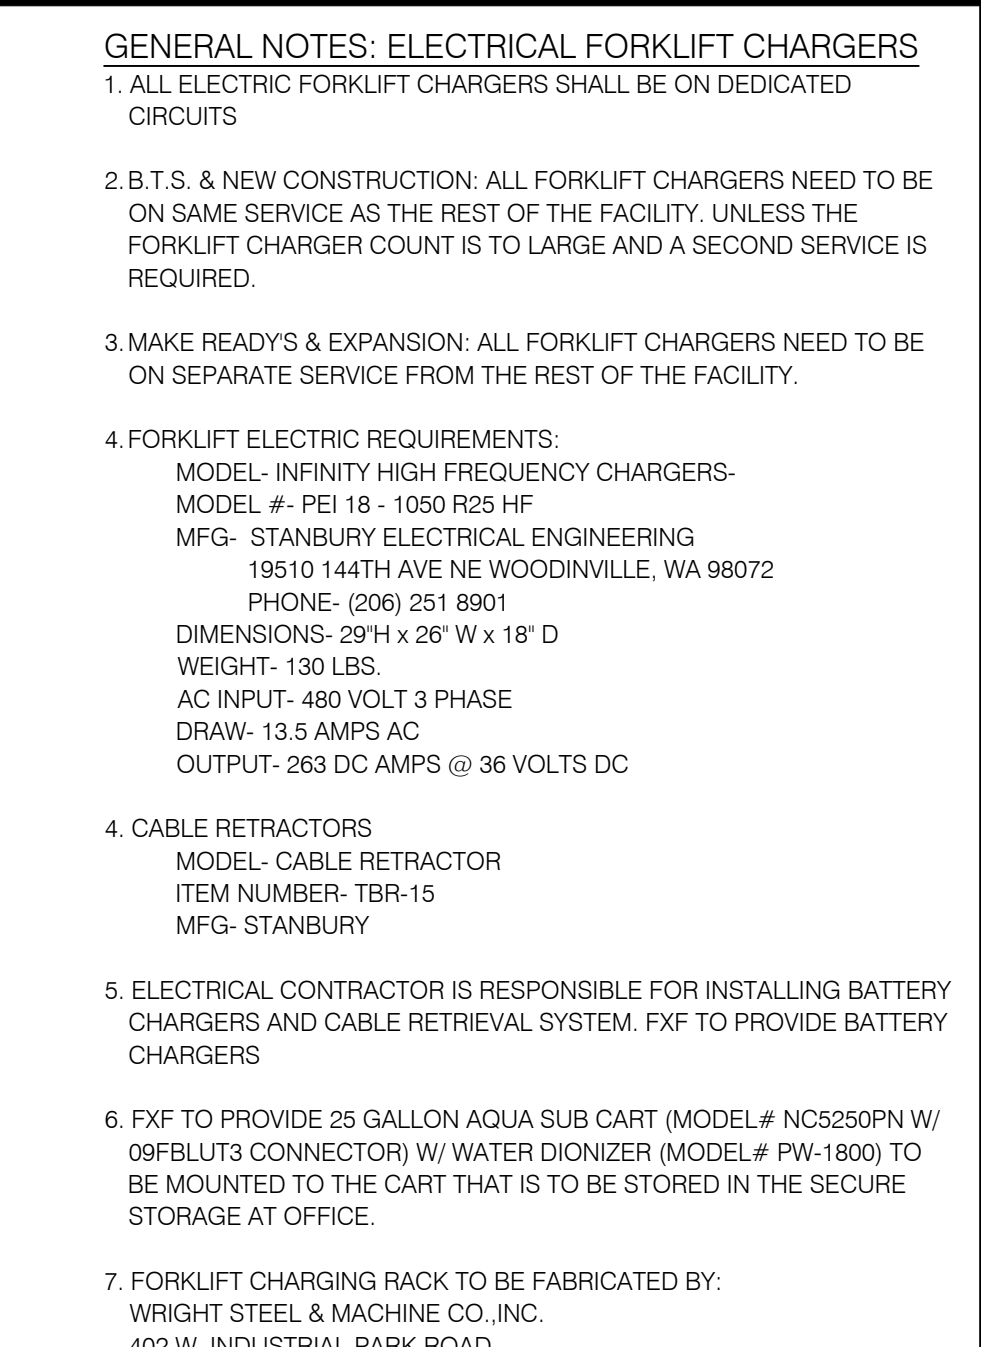 GENERAL NOTES: ELECTRICAL FORKLIFT CHARGERS
1. ALL ELECTRIC FORKLIFT CHARGERS SHALL BE ON DEDICATED
CIRCUITS
2. B.T.S. & NEW CONSTRUCTION: ALL FORKLIFT CHARGERS NEED TO BE
ON SAME SERVICE AS THE REST OF THE FACILITY. UNLESS THE
FORKLIFT CHARGER COUNT IS TO LARGE AND A SECOND SERVICE IS
REQUIRED.
3. MAKE READY'S & EXPANSION: ALL FORKLIFT CHARGERS NEED TO BE
ON SEPARATE SERVICE FROM THE REST OF THE FACILITY.
4. FORKLIFT ELECTRIC REQUIREMENTS:
MODEL- INFINITY HIGH FREQUENCY CHARGERS-
MODEL #- PEI 18 - 1050 R25 HF
MFG- STANBURY ELECTRICAL ENGINEERING
19510 144TH AVE NE WOODINVILLE, WA 98072
PHONE- (206) 251 8901
DIMENSIONS- 29"H x 26" W x 18" D
WEIGHT- 130 LBS.
AC INPUT- 480 VOLT 3 PHASE
DRAW- 13.5 AMPS AC
OUTPUT- 263 DC AMPS @ 36 VOLTS DC
4. CABLE RETRACTORS
MODEL- CABLE RETRACTOR
ITEM NUMBER- TBR-15
MFG- STANBURY
5. ELECTRICAL CONTRACTOR IS RESPONSIBLE FOR INSTALLING BATTERY
CHARGERS AND CABLE RETRIEVAL SYSTEM. FXF TO PROVIDE BATTERY
CHARGERS
6. FXF TO PROVIDE 25 GALLON AQUA SUB CART (MODEL# NC5250PN W/
09FBLUT3 CONNECTOR) W/ WATER DIONIZER (MODEL# PW-1800) TO
BE MOUNTED TO THE CART THAT IS TO BE STORED IN THE SECURE
STORAGE AT OFFICE.
7. FORKLIFT CHARGING RACK TO BE FABRICATED BY:
WRIGHT STEEL & MACHINE CO.,INC.
402 W. INDUSTRIAL PARK ROAD